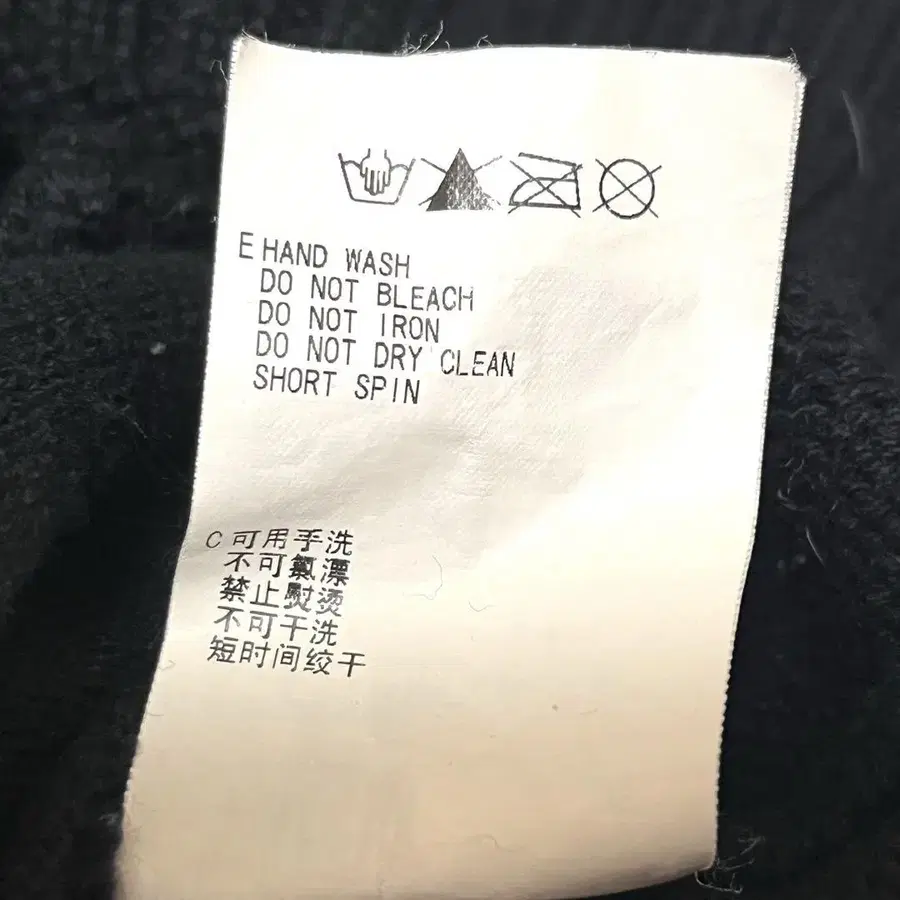 E HAND WASH
DO NOT BLEACH
DO NOT IRON
DO NOT DRY CLEAN
SHORT SPIN
C 可用手洗
不可氯漂
禁止熨烫
不可干洗
短时间绞干